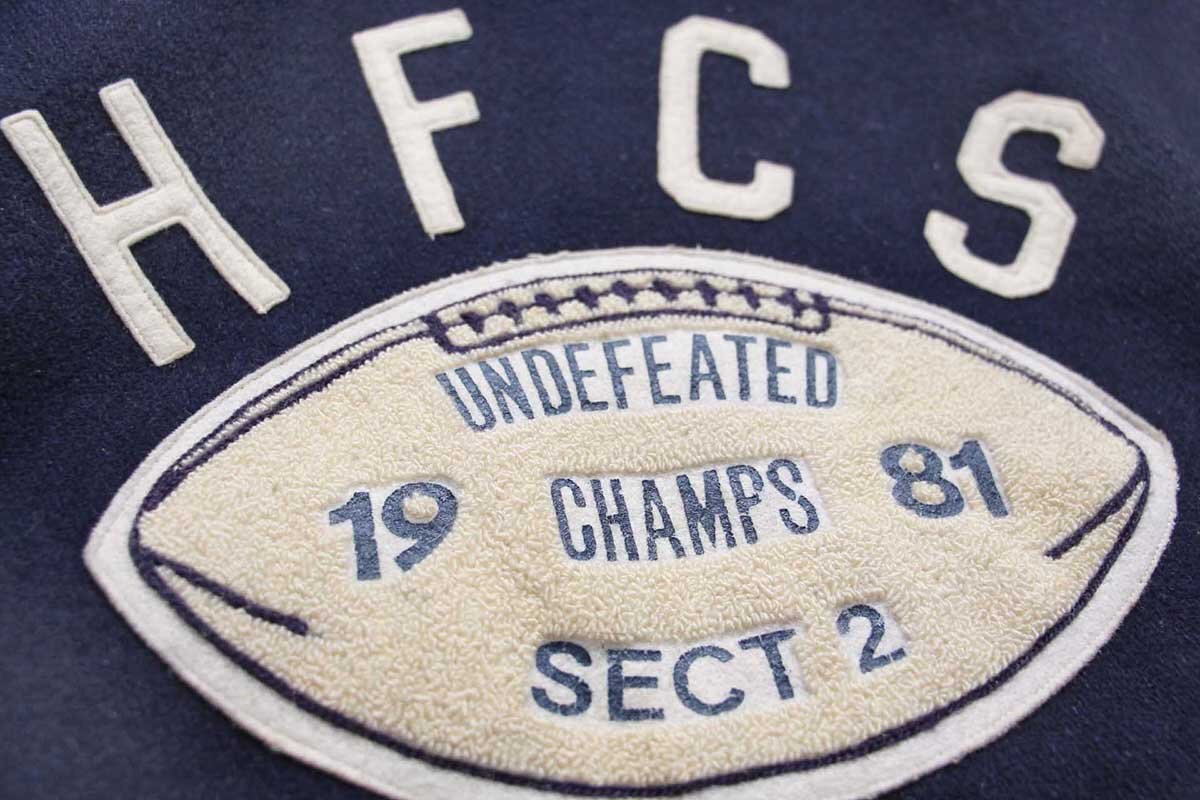 HFCS
UNDEFEATED
19 CHAMPS 81
SECT 2